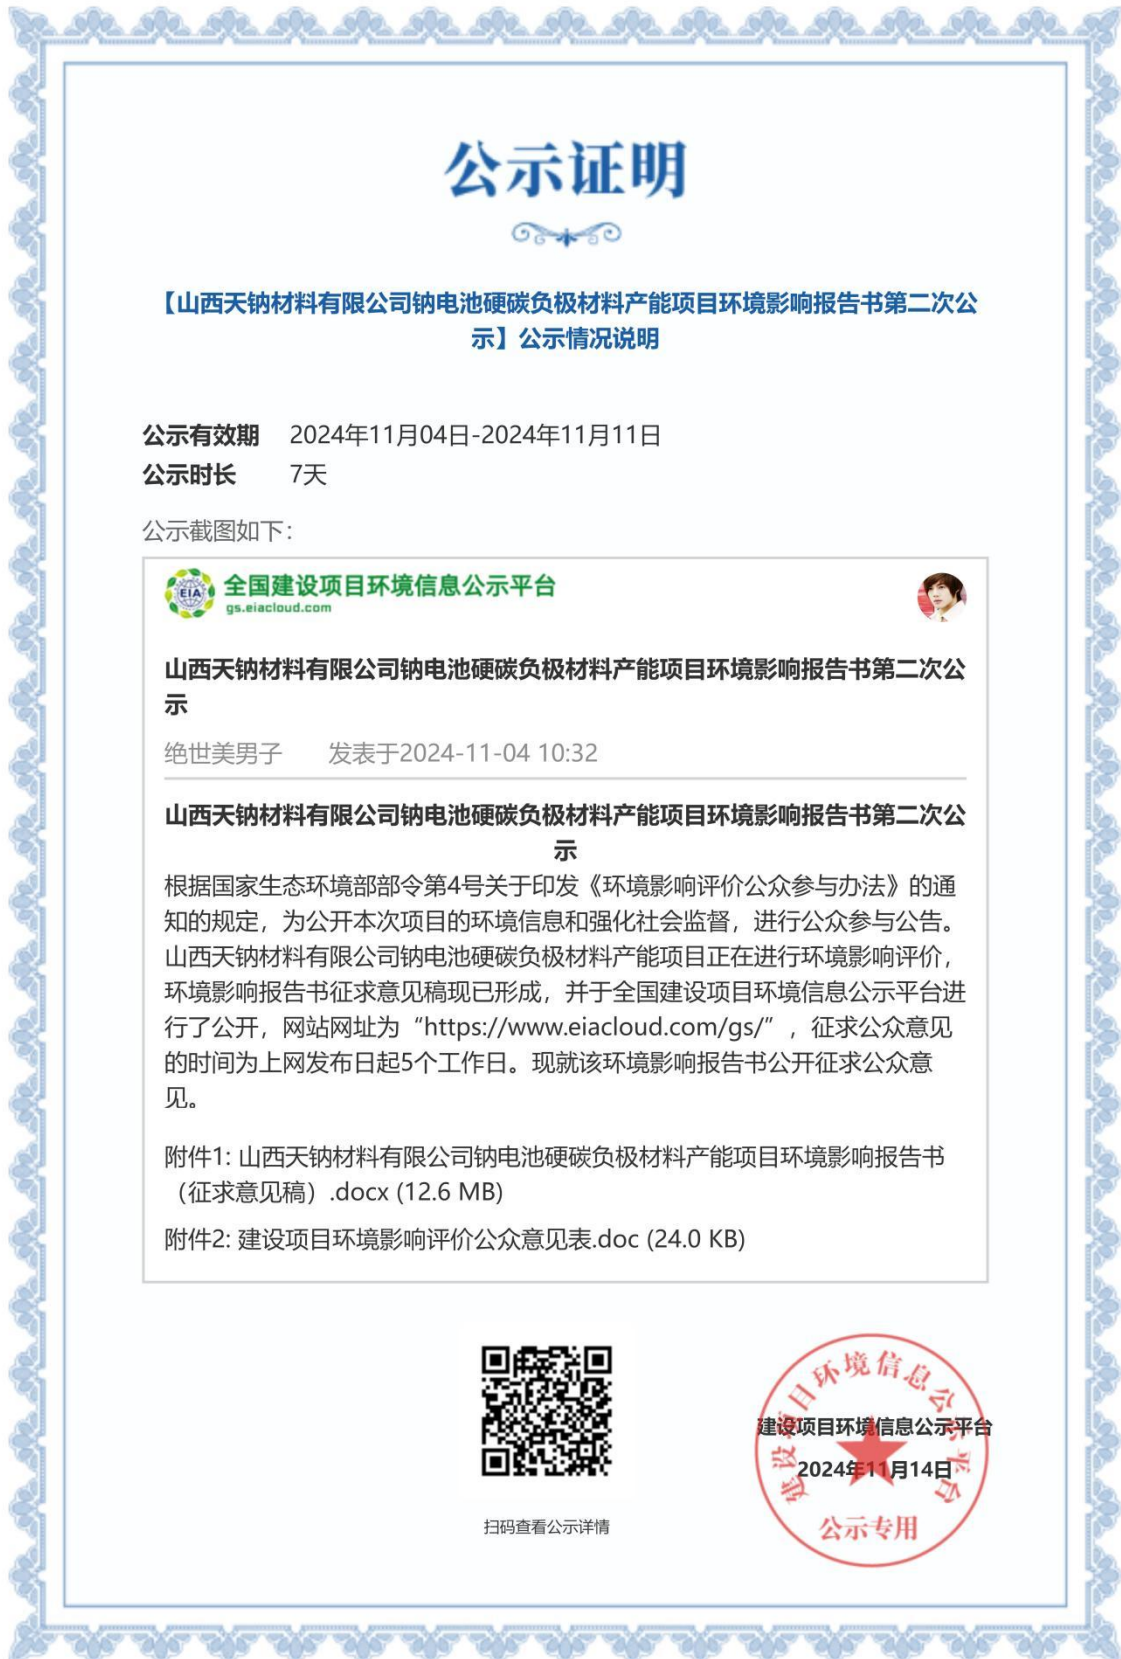 公示证明
【山西天钠材料有限公司钠电池硬碳负极材料产能项目环境影响报告书第二次公
示】公示情况说明
公示有效期 2024年11月04日-2024年11月11日
公示时长 7天
公示截图如下：
EIA
全国建设项目环境信息公示平台
gs.eiacloud.com
山西天钠材料有限公司钠电池硬碳负极材料产能项目环境影响报告书第二次公
示
绝世美男子 发表于2024-11-04 10:32
山西天钠材料有限公司钠电池硬碳负极材料产能项目环境影响报告书第二次公
示
根据国家生态环境部部令第4号关于印发《环境影响评价公众参与办法》的通
知的规定，为公开本次项目的环境信息和强化社会监督，进行公众参与公告。
山西天钠材料有限公司钠电池硬碳负极材料产能项目正在进行环境影响评价，
环境影响报告书征求意见稿现已形成，并于全国建设项目环境信息公示平台进
行了公开，网站网址为“https://www.eiacloud.com/gs/”，征求公众意见
的时间为上网发布日起5个工作日。现就该环境影响报告书公开征求公众意
见。
附件1: 山西天钠材料有限公司钠电池硬碳负极材料产能项目环境影响报告书
（征求意见稿）.docx (12.6 MB)
附件2: 建设项目环境影响评价公众意见表.doc (24.0 KB)
扫码查看公示详情
建设项目环境信息公示平台
建设项目环境信息公示平台
2024年11月14日
公示专用